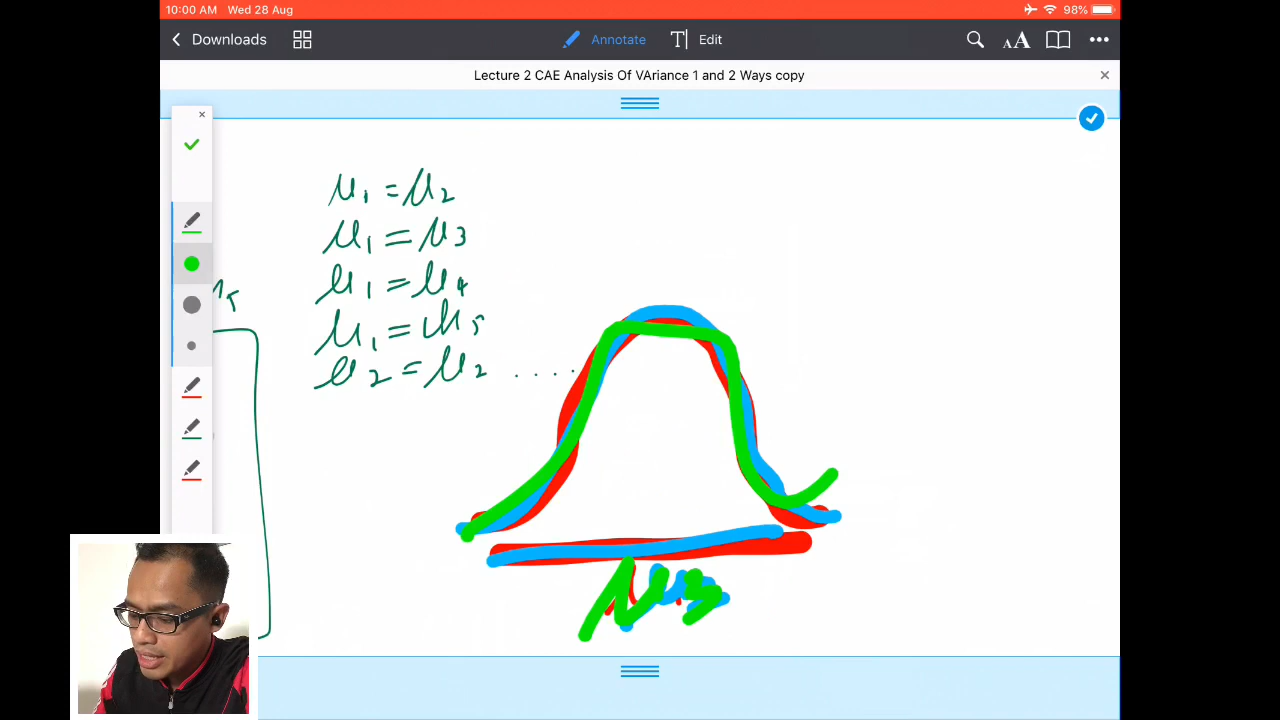 10:00 AM Wed 28 Aug 98%
Downloads Annotate Edit AA
Lecture 2 CAE Analysis Of VAriance 1 and 2 Ways copy
μ1 = μ2
μ1 = μ3
μ1 = μ4
μ1 = μ5
μ2 = μ2 ....